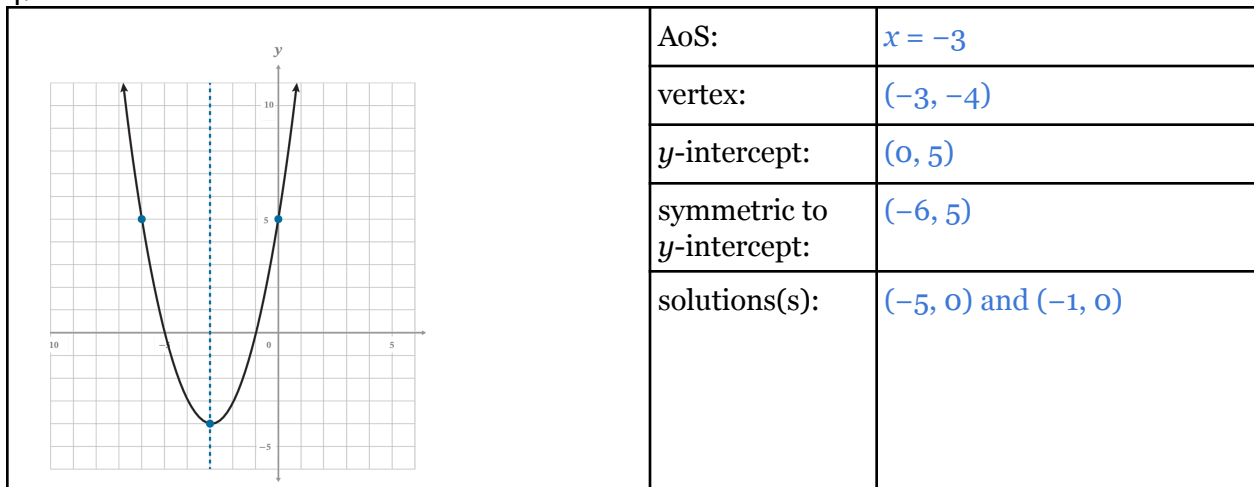 y
10
5
10
−5
0
5
−5
AoS:
x = −3
vertex:
(−3, −4)
y-intercept:
(0, 5)
symmetric to
y-intercept:
(−6, 5)
solutions(s):
(−5, 0) and (−1, 0)